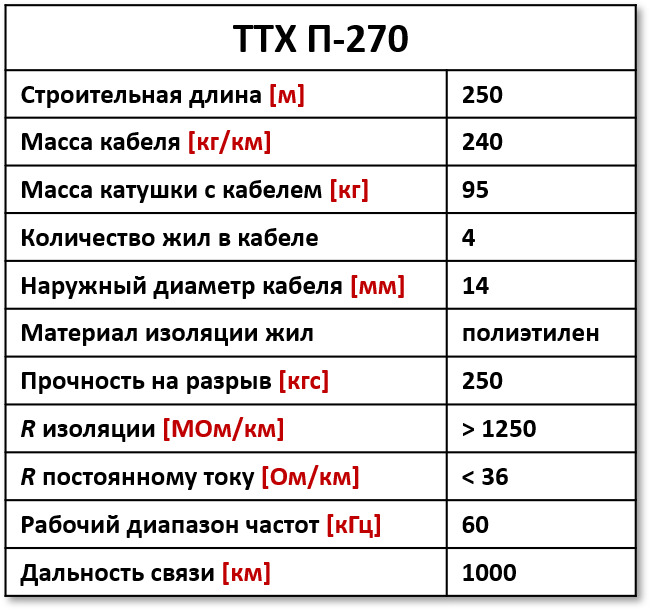 ТТХ П-270
Строительная длина [м] 250
Масса кабеля [кг/км] 240
Масса катушки с кабелем [кг] 95
Количество жил в кабеле 4
Наружный диаметр кабеля [мм] 14
Материал изоляции жил полиэтилен
Прочность на разрыв [кгс] 250
R изоляции [МОм/км] > 1250
R постоянному току [Ом/км] < 36
Рабочий диапазон частот [кГц] 60
Дальность связи [км] 1000